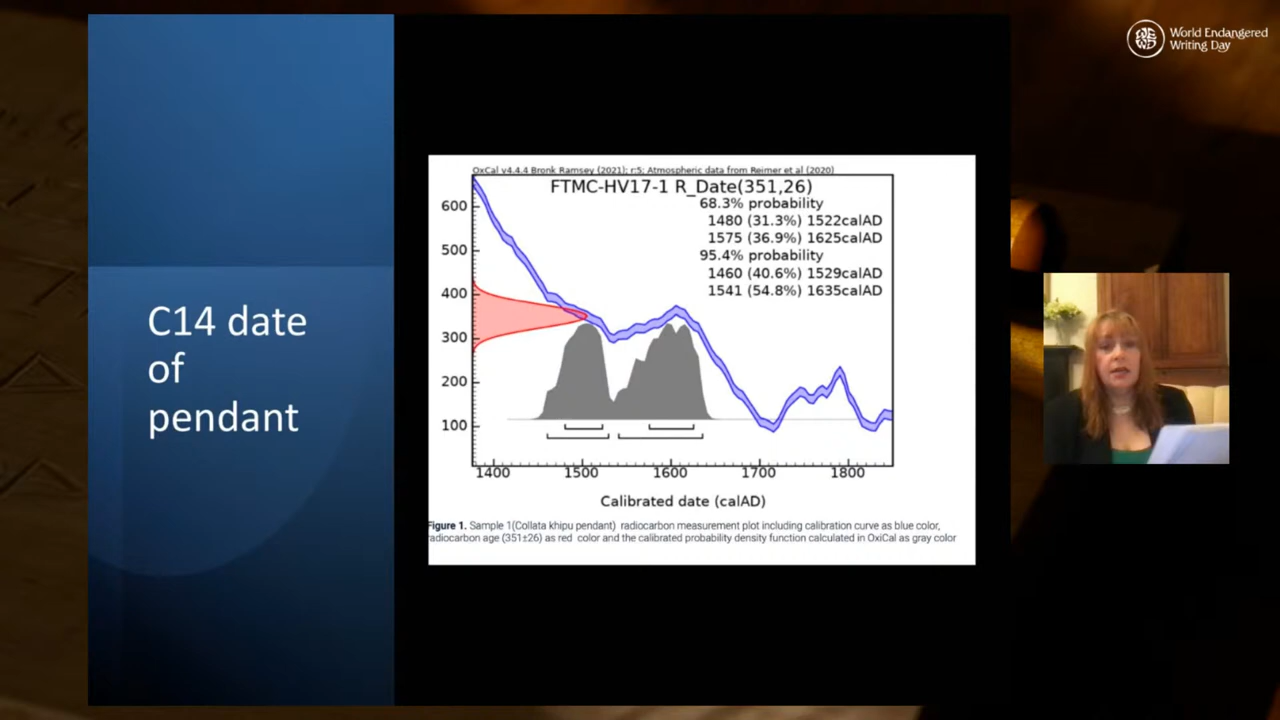 World Endangered
Writing Day
C14 date
of
pendant
OxCal v4.4.4 Bronk Ramsey (2021); r:5; Atmospheric data from Reimer et al (2020)
FTMC-HV17-1 R_Date(351,26)
68.3% probability
1480 (31.3%) 1522calAD
1575 (36.9%) 1625calAD
95.4% probability
1460 (40.6%) 1529calAD
1541 (54.8%) 1635calAD
600
500
400
300
200
100
1400 1500 1600 1700 1800
Calibrated date (calAD)
Figure 1. Sample 1(Collata khipu pendant) radiocarbon measurement plot including calibration curve as blue color,
radiocarbon age (351±26) as red color and the calibrated probability density function calculated in OxiCal as gray color